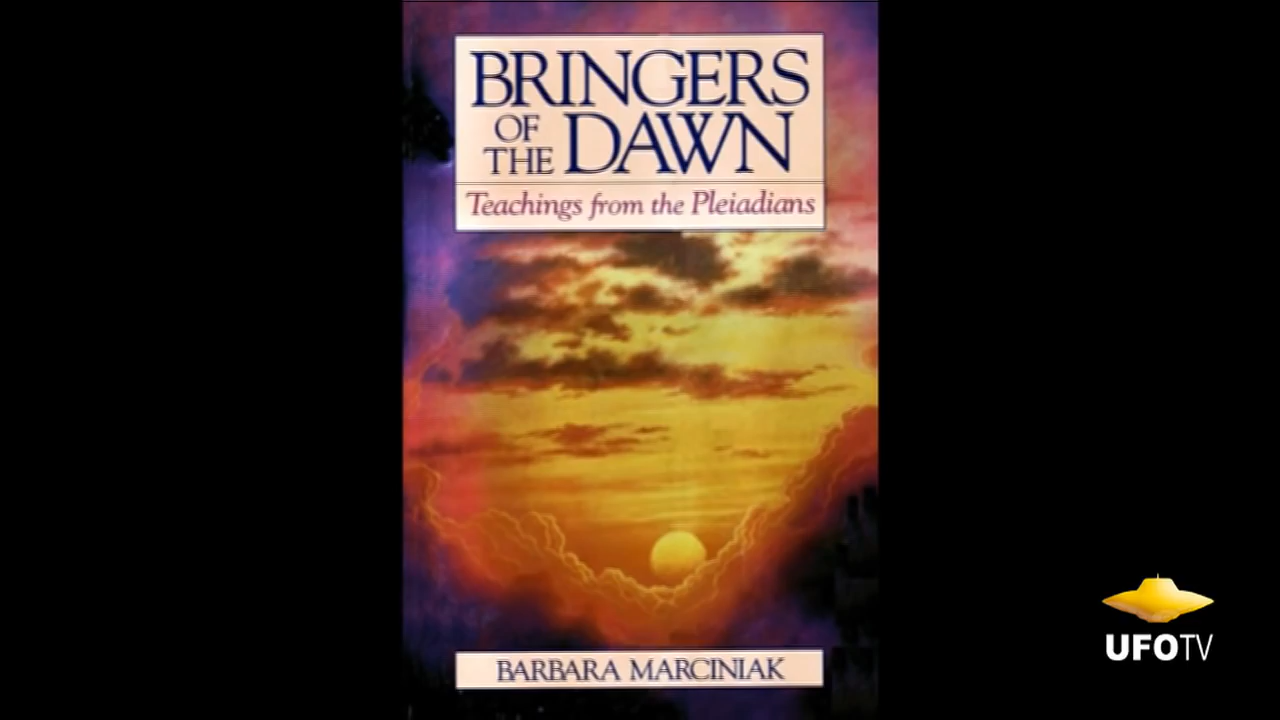 BRINGERS
OF THE DAWN
Teachings from the Pleiadians
BARBARA MARCINIAK
UFOTV